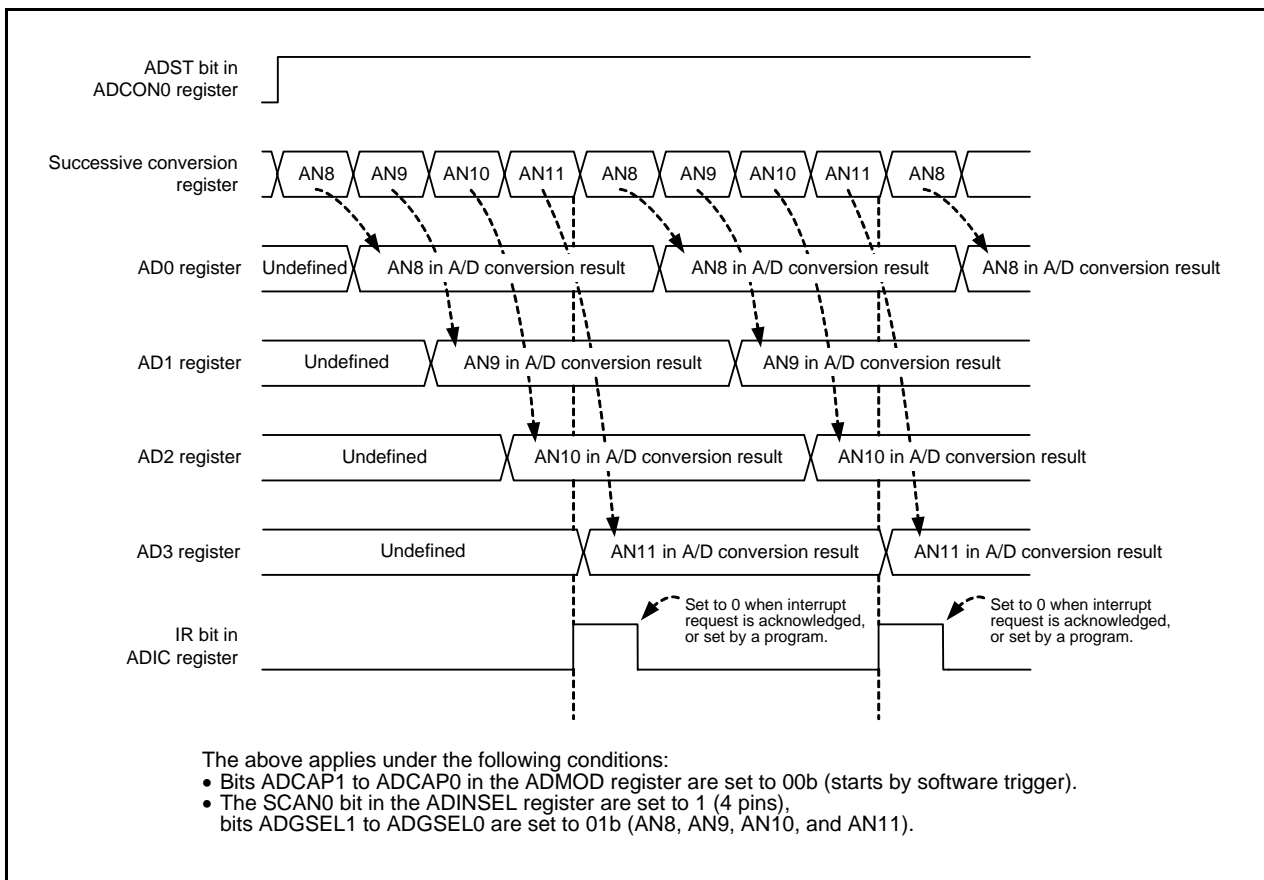 ADST bit in
ADCON0 register
Successive conversion
register
AN8
AN9
AN10
AN11
AN8
AN9
AN10
AN11
AN8
AD0 register
Undefined
AN8 in A/D conversion result
AN8 in A/D conversion result
AN8 in A/D conversion result
AD1 register
Undefined
AN9 in A/D conversion result
AN9 in A/D conversion result
AD2 register
Undefined
AN10 in A/D conversion result
AN10 in A/D conversion result
AD3 register
Undefined
AN11 in A/D conversion result
AN11 in A/D conversion result
IR bit in
ADIC register
Set to 0 when interrupt
request is acknowledged,
or set by a program.
Set to 0 when interrupt
request is acknowledged,
or set by a program.
The above applies under the following conditions:
• Bits ADCAP1 to ADCAP0 in the ADMOD register are set to 00b (starts by software trigger).
• The SCAN0 bit in the ADINSEL register are set to 1 (4 pins),
bits ADGSEL1 to ADGSEL0 are set to 01b (AN8, AN9, AN10, and AN11).